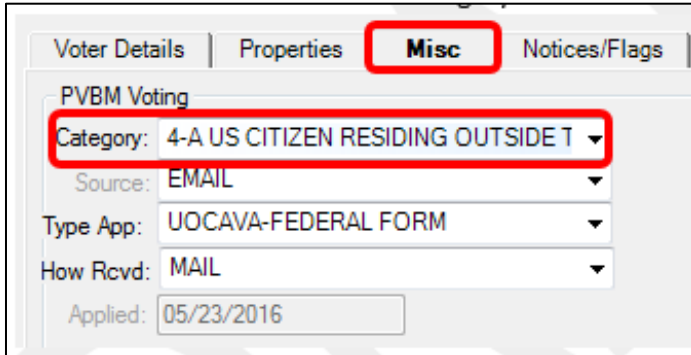 Voter Details Properties Misc Notices/Flags
PVBM Voting
Category: 4-A US CITIZEN RESIDING OUTSIDE T
Source: EMAIL
Type App: UOCAVA-FEDERAL FORM
How Rcvd: MAIL
Applied: 05/23/2016